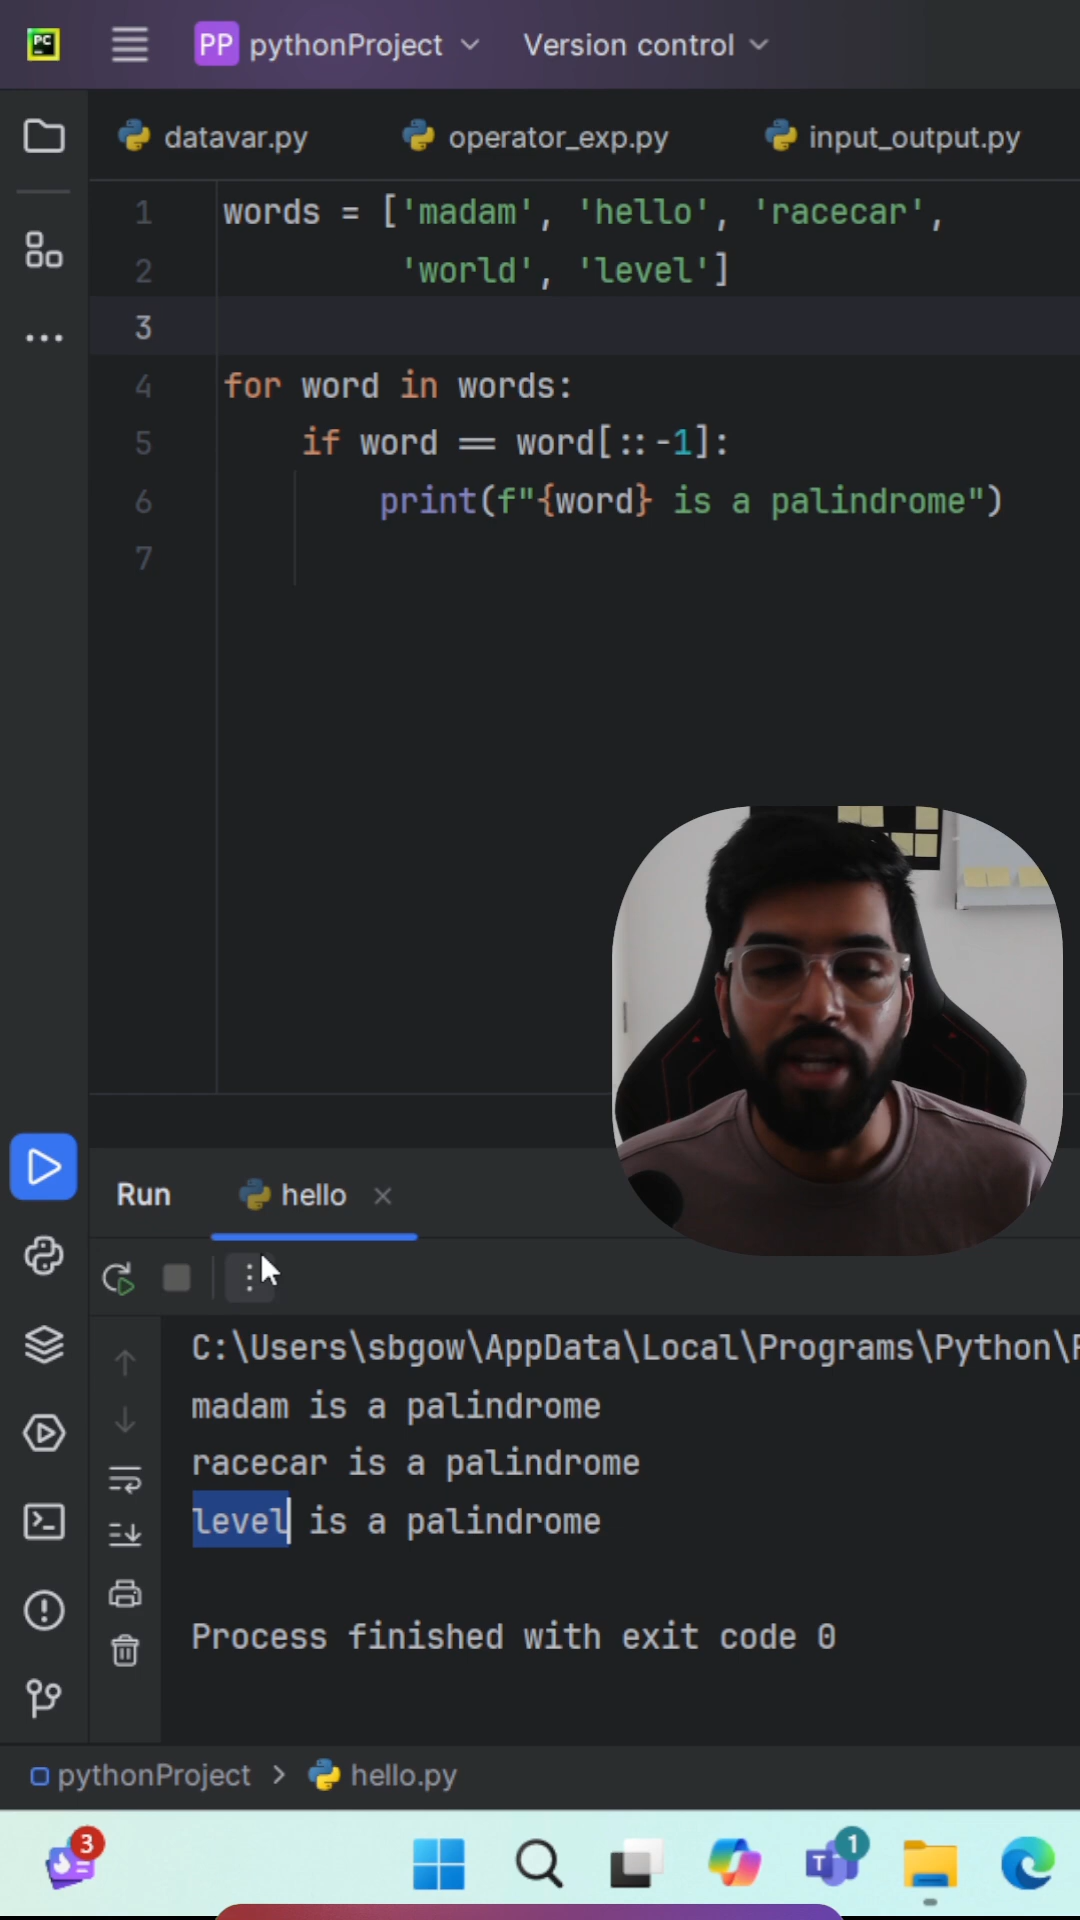 PC
PP pythonProject Version control
datavar.py operator_exp.py input_output.py
1 words = ['madam', 'hello', 'racecar',
2 'world', 'level']
3
4 for word in words:
5 if word == word[::-1]:
6 print(f"{word} is a palindrome")
7
Run hello
C:\Users\sbgow\AppData\Local\Programs\Python\
madam is a palindrome
racecar is a palindrome
level is a palindrome
Process finished with exit code 0
pythonProject > hello.py
3
T 1